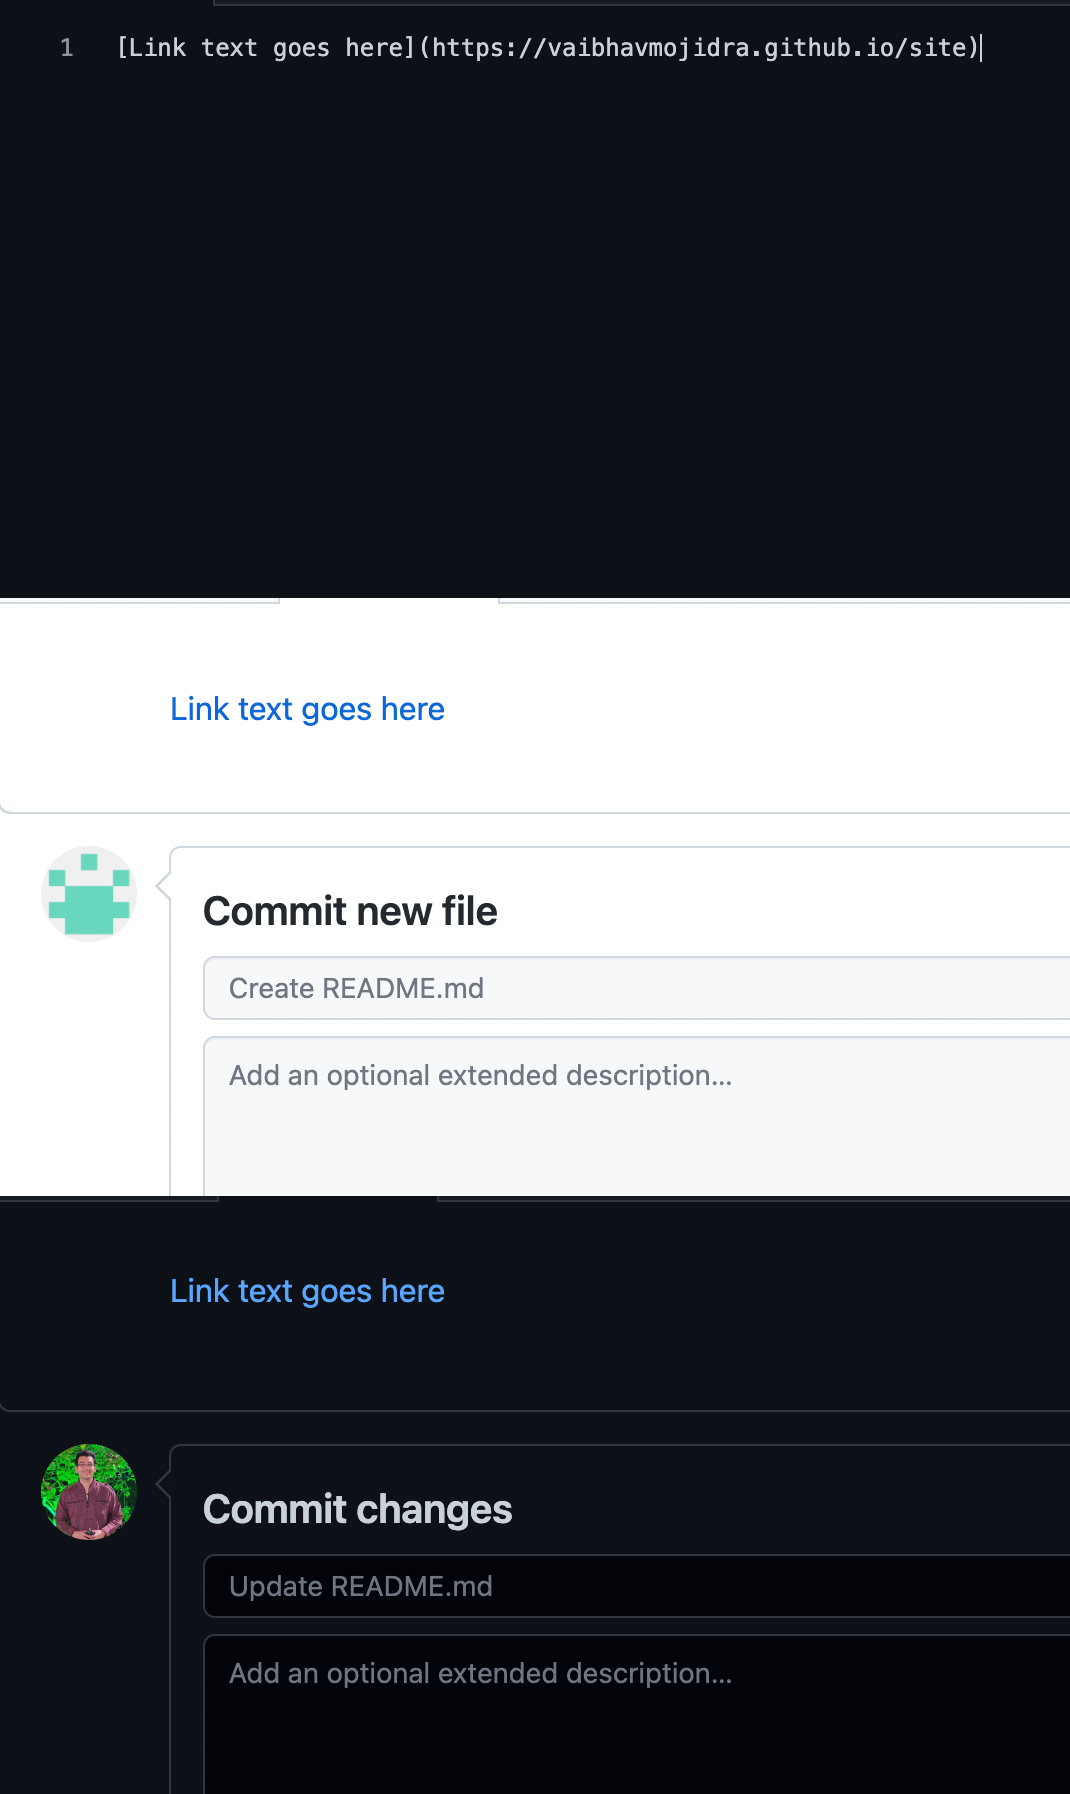 1 [Link text goes here](https://vaibhavmojidra.github.io/site)
Link text goes here
Commit new file
Create README.md
Add an optional extended description...
Link text goes here
Commit changes
Update README.md
Add an optional extended description...